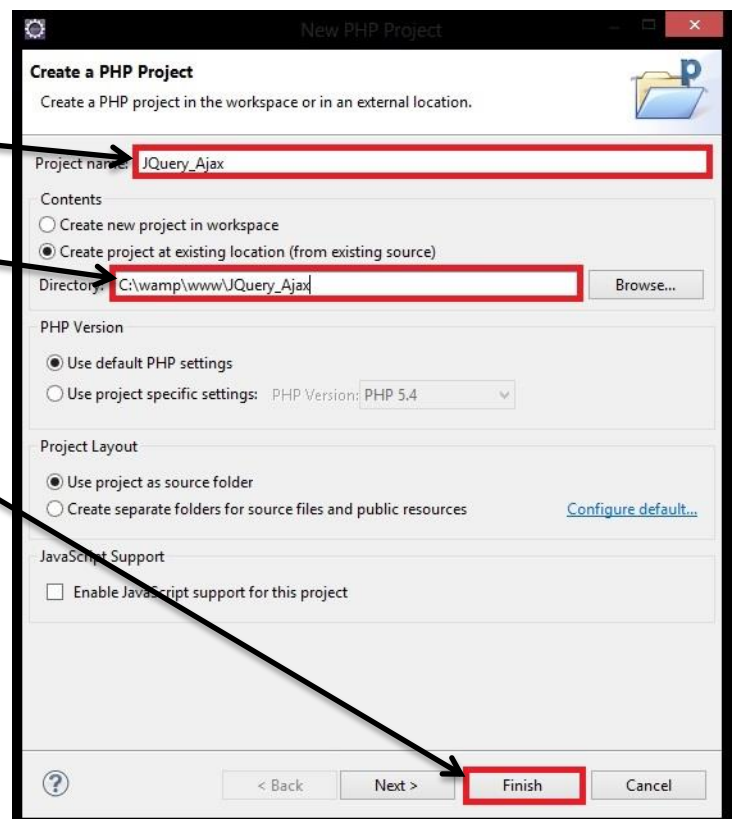 New PHP Project
Create a PHP Project
Create a PHP project in the workspace or in an external location.
Project name: JQuery_Ajax
Contents
Create new project in workspace
Create project at existing location (from existing source)
Directory: C:\wamp\www\JQuery_Ajax
Browse...
PHP Version
Use default PHP settings
Use project specific settings: PHP Version: PHP 5.4
Project Layout
Use project as source folder
Create separate folders for source files and public resources
Configure default...
JavaScript Support
Enable JavaScript support for this project
< Back Next > Finish Cancel